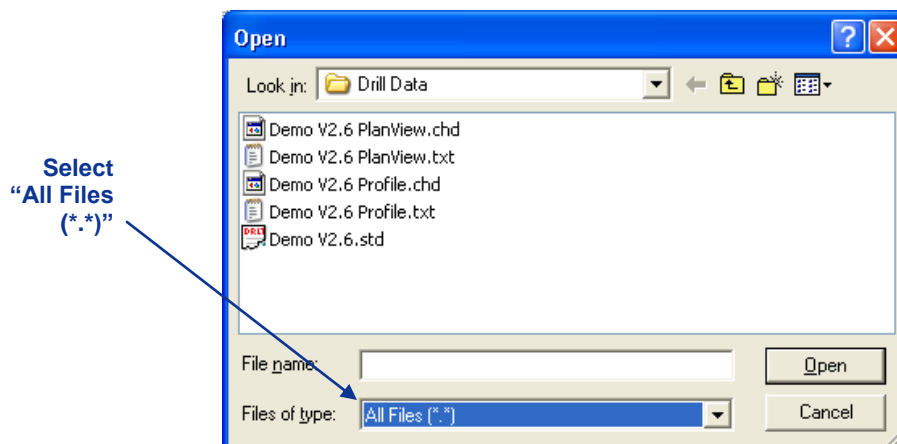 Open
Look in: Drill Data
Demo V2.6 PlanView.chd
Demo V2.6 PlanView.txt
Demo V2.6 Profile.chd
Demo V2.6 Profile.txt
DRLT
Demo V2.6.std
Select
“All Files
(*.*)”
File name:
Open
Files of type: All Files (*.*)
Cancel